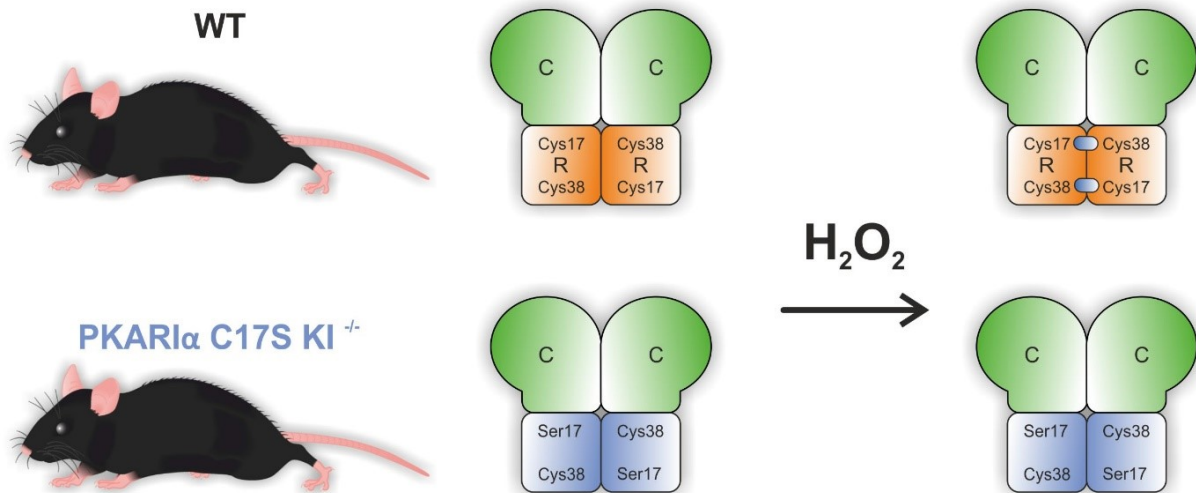 WT
C C
Cys17 Cys38
R R
Cys38 Cys17
C C
Cys17 Cys38
R R
Cys38 Cys17
H₂O₂
PKARIα C17S KI -/-
C C
Ser17 Cys38
Cys38 Ser17
C C
Ser17 Cys38
Cys38 Ser17